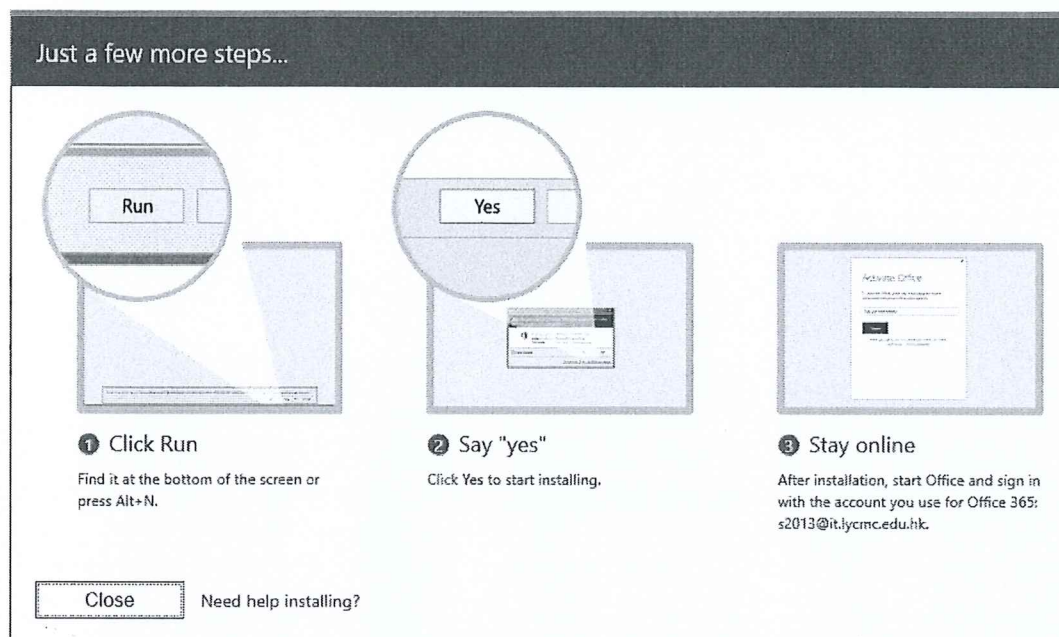 Just a few more steps...
Run
Yes
Activate Office
1 Click Run
Find it at the bottom of the screen or
press Alt+N.
2 Say "yes"
Click Yes to start installing.
3 Stay online
After installation, start Office and sign in
with the account you use for Office 365:
s2013@it.lycmc.edu.hk.
Close
Need help installing?